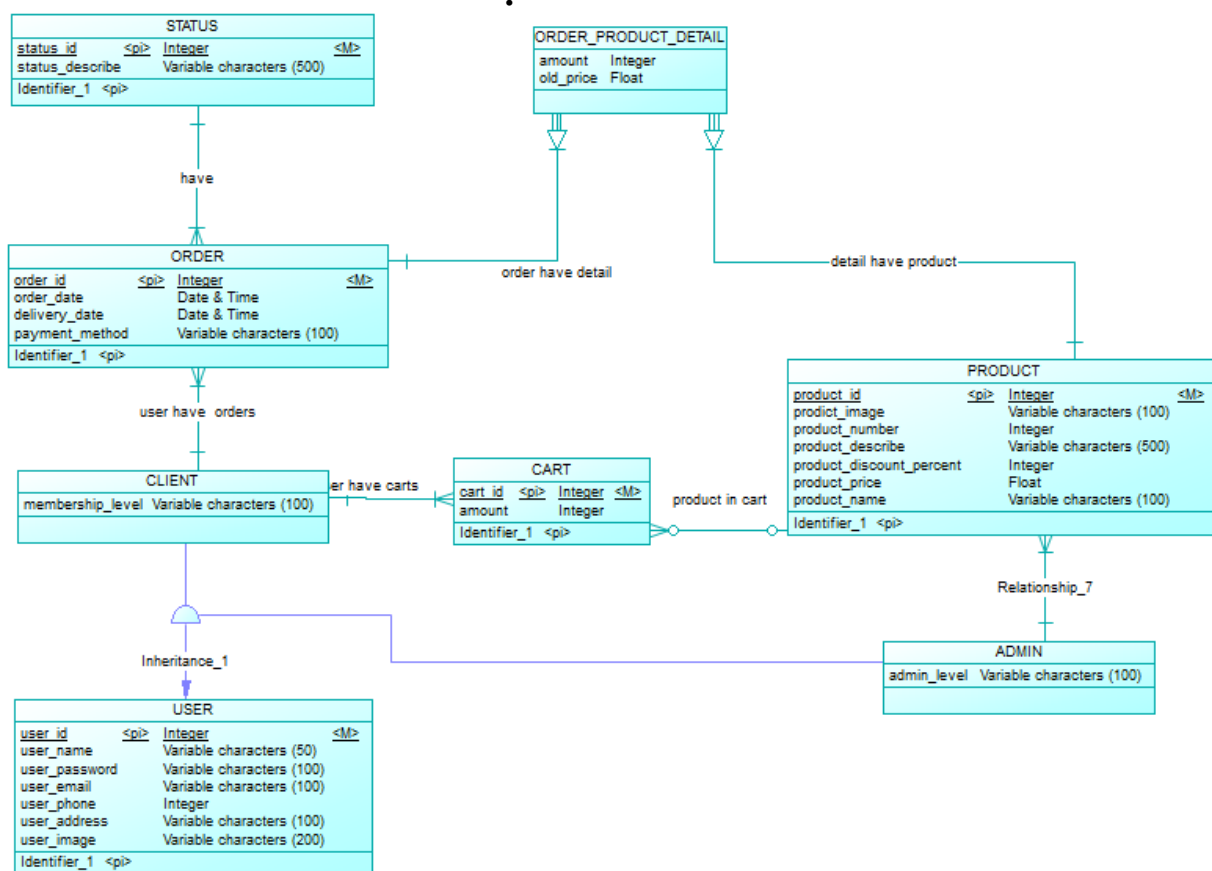 STATUS
status_id <pi> Integer <M>
status_describe Variable characters (500)
Identifier_1 <pi>
ORDER_PRODUCT_DETAIL
amount Integer
old_price Float
have
ORDER
order_id <pi> Integer <M>
order_date Date & Time
delivery_date Date & Time
payment_method Variable characters (100)
Identifier_1 <pi>
order have detail
detail have product
PRODUCT
product_id <pi> Integer <M>
prodict_image Variable characters (100)
product_number Integer
product_describe Variable characters (500)
product_discount_percent Integer
product_price Float
product_name Variable characters (100)
Identifier_1 <pi>
user have orders
CLIENT
membership_level Variable characters (100)
er have carts
CART
cart_id <pi> Integer <M>
amount Integer
Identifier_1 <pi>
product in cart
Relationship_7
ADMIN
admin_level Variable characters (100)
Inheritance_1
USER
user_id <pi> Integer <M>
user_name Variable characters (50)
user_password Variable characters (100)
user_email Variable characters (100)
user_phone Integer
user_address Variable characters (100)
user_image Variable characters (200)
Identifier_1 <pi>